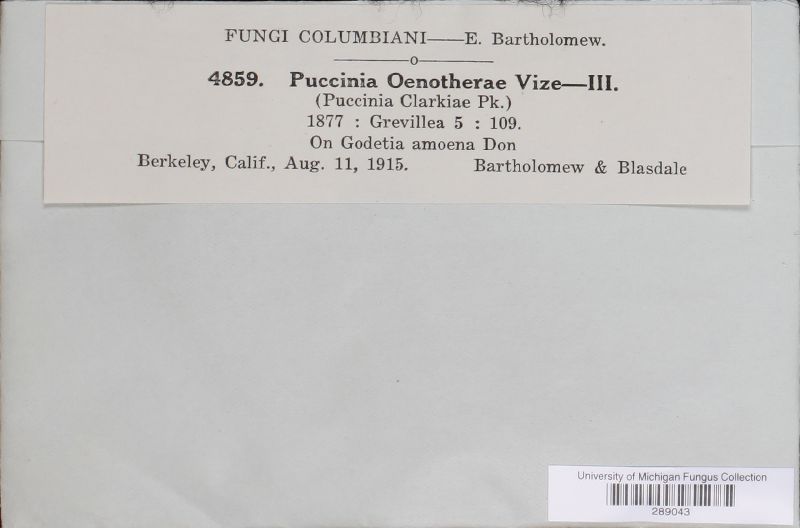 FUNGI COLUMBIANI——E. Bartholomew.
o
4859. Puccinia Oenotherae Vize—III.
(Puccinia Clarkiae Pk.)
1877 : Grevillea 5 : 109.
On Godetia amoena Don
Berkeley, Calif., Aug. 11, 1915. Bartholomew & Blasdale
University of Michigan Fungus Collection
289043